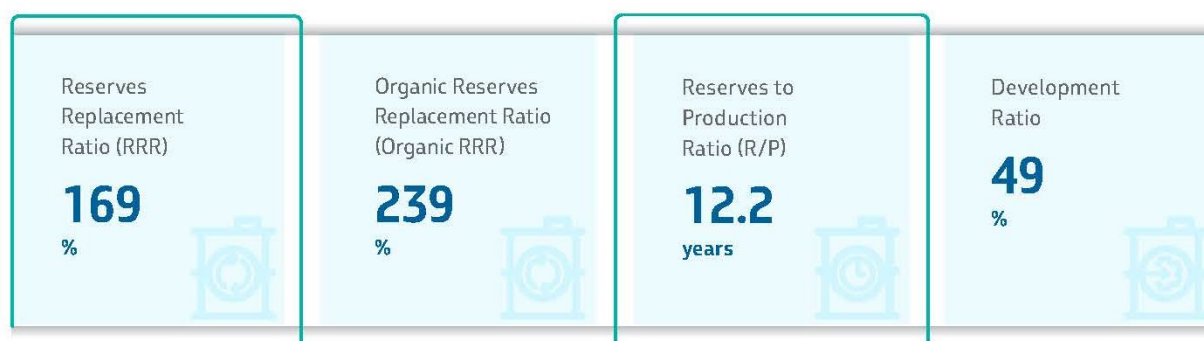 Reserves
Replacement
Ratio (RRR)
169
%
Organic Reserves
Replacement Ratio
(Organic RRR)
239
%
Reserves to
Production
Ratio (R/P)
12.2
years
Development
Ratio
49
%